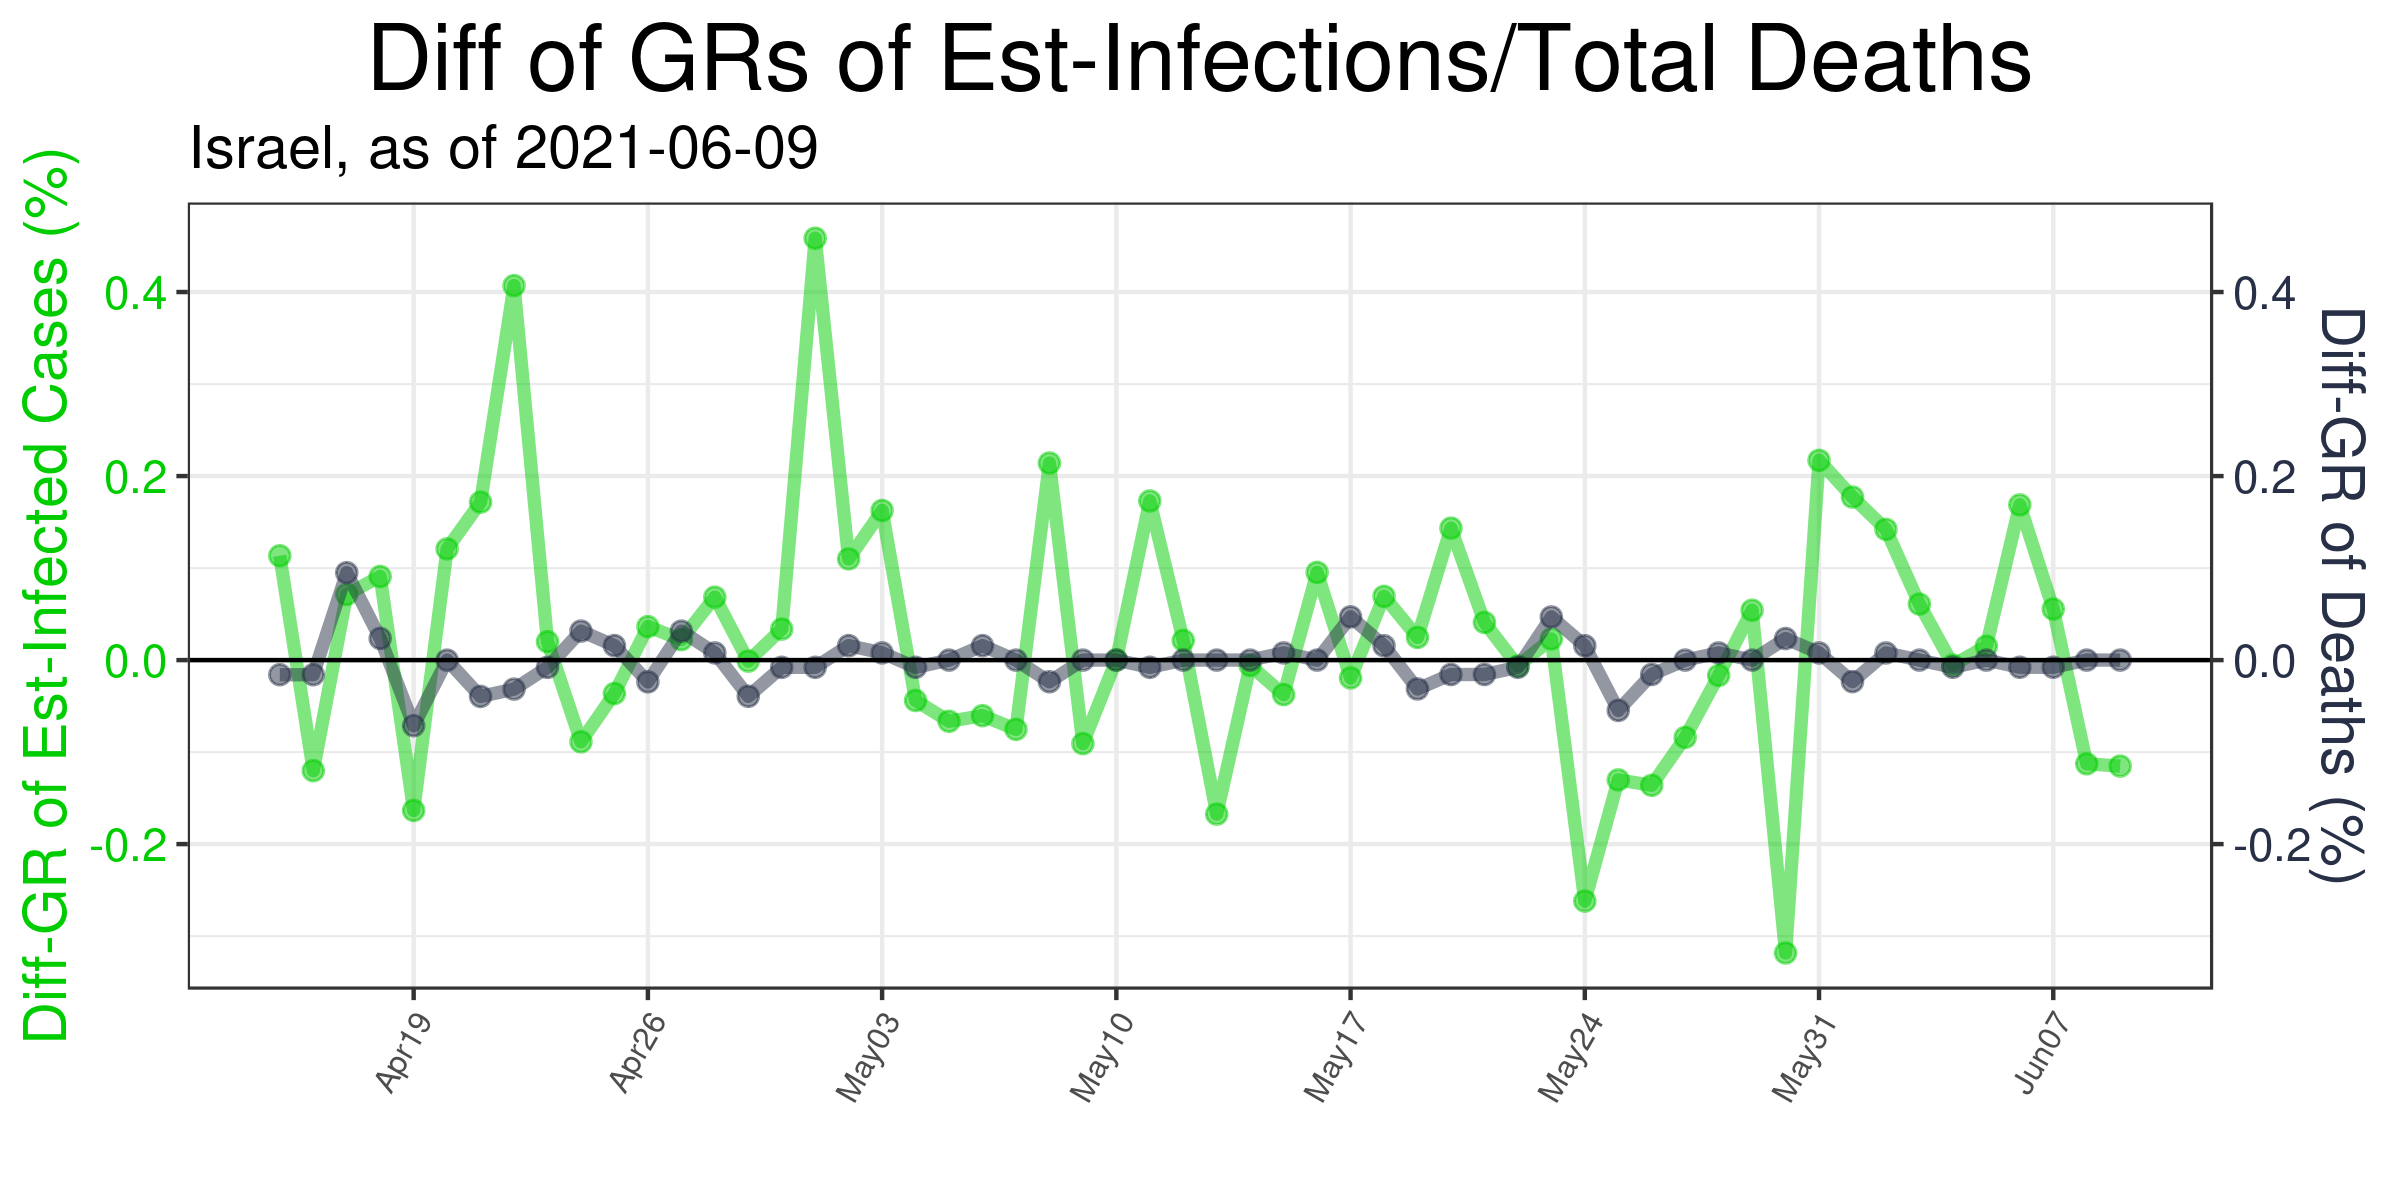 Diff of GRs of Est-Infections/Total Deaths
Israel, as of 2021-06-09
Diff-GR of Est-Infected Cases (%)
0.4
0.2
0.0
-0.2
0.4
0.2
0.0
-0.2
Diff-GR of Deaths (%)
Apr19
Apr26
May03
May10
May17
May24
May31
Jun07